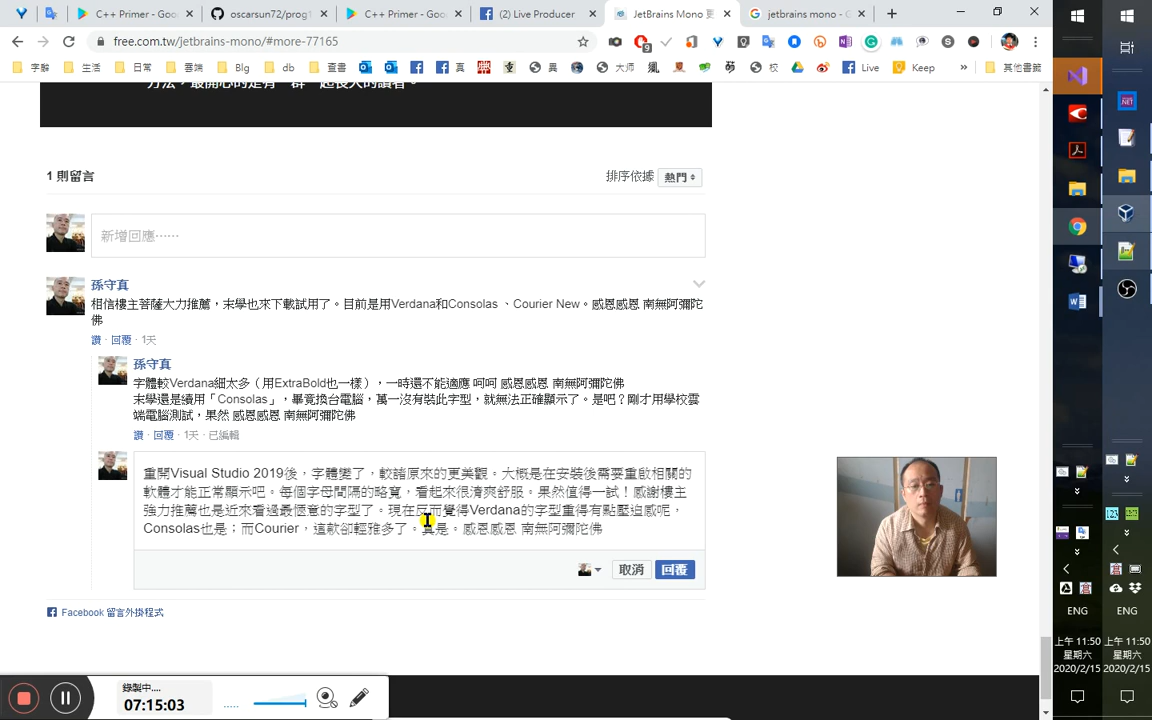 C++ Primer - Goo
oscarsun72/prog1
C++ Primer - Goo
(2) Live Producer
JetBrains Mono 更
jetbrains mono - G
free.com.tw/jetbrains-mono/#more-77165
9
字辭
生活
日常
雲端
Blg
db
查書
真
異
大师
校
Live
Keep
其他書籤
1 則留言
排序依據 熱門
新增回應……
孫守真
相信樓主菩薩大力推薦，末學也來下載試用了。目前是用Verdana和Consolas 、Courier New。感恩感恩 南無阿彌陀
佛
讚 · 回覆 · 1天
孫守真
字體較Verdana細太多（用ExtraBold也一樣），一時還不能適應 呵呵 感恩感恩 南無阿彌陀佛
末學還是續用「Consolas」，畢竟換台電腦，萬一沒有裝此字型，就無法正確顯示了。是吧？剛才用學校雲
端電腦測試，果然 感恩感恩 南無阿彌陀佛
讚 · 回覆 · 1天 · 已編輯
重開Visual Studio 2019後，字體變了，較諸原來的更美觀。大概是在安裝後需要重啟相關的
軟體才能正常顯示吧。每個字母間隔的略寬，看起來很清爽舒服。果然值得一試！感謝樓主
強力推薦也是近來看過最愜意的字型了。現在反而覺得Verdana的字型重得有點壓迫感呢，
Consolas也是；而Courier，這款卻輕雅多了。真是。感恩感恩 南無阿彌陀佛
取消
回覆
Facebook 留言外掛程式
錄製中....
07:15:03
ENG
ENG
上午 11:50
上午 11:50
星期六
星期六
2020/2/15
2020/2/15